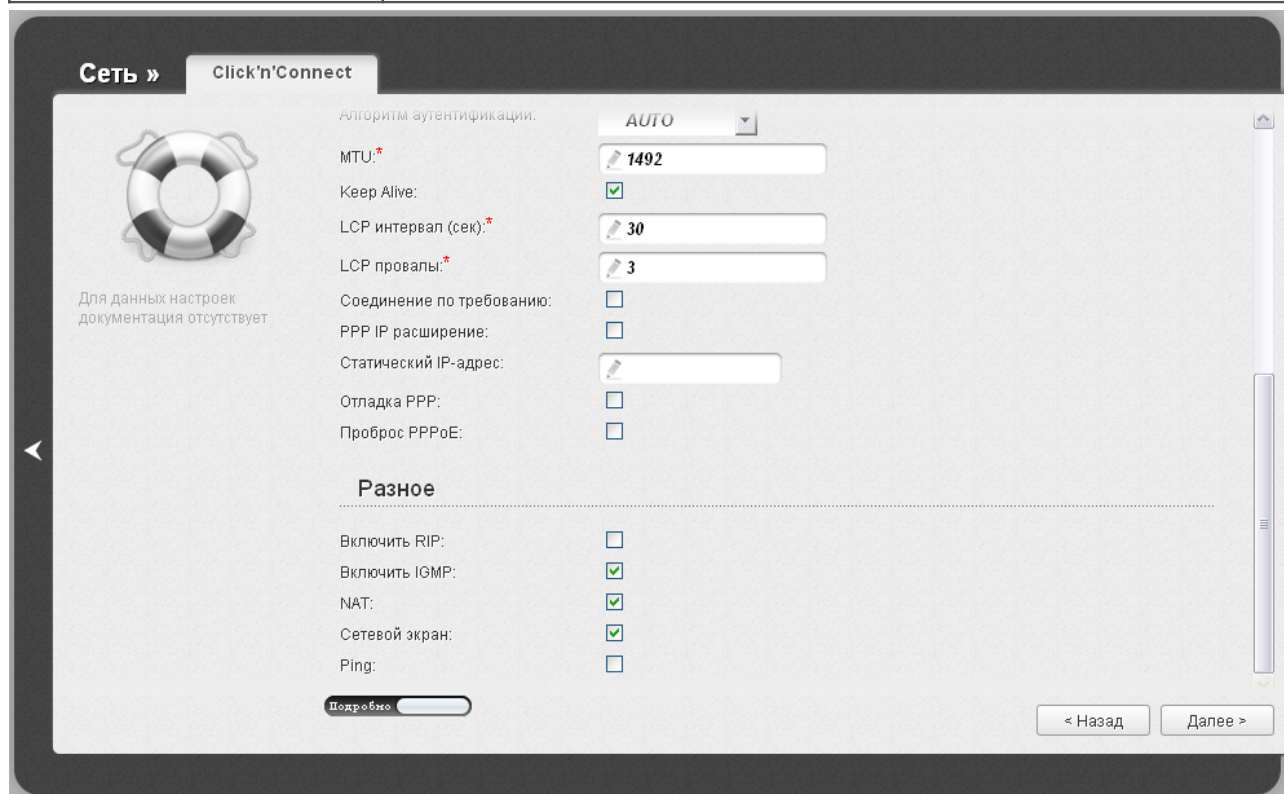 Сеть »
Click'n'Connect
Алгоритм аутентификации: AUTO
MTU:* 1492
Keep Alive:
LCP интервал (сек):* 30
LCP провалы:* 3
Для данных настроек
документация отсутствует
Соединение по требованию:
PPP IP расширение:
Статический IP-адрес:
Отладка PPP:
Проброс PPPoE:
Разное
Включить RIP:
Включить IGMP:
NAT:
Сетевой экран:
Ping:
Подробно
< Назад
Далее >